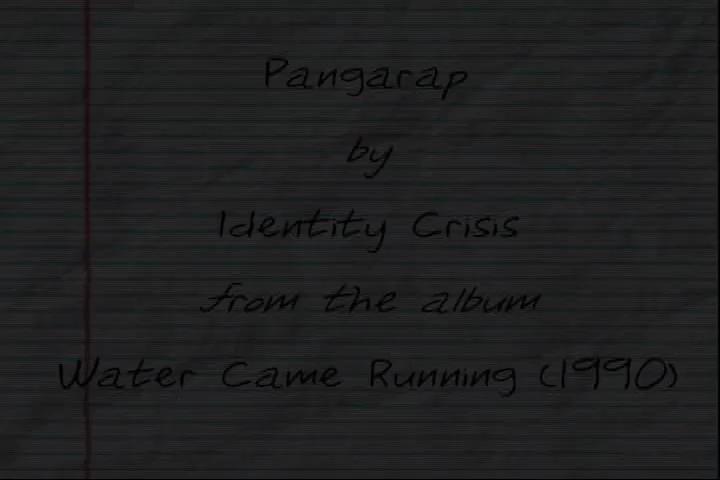 Pangarap
by
Identity Crisis
from the album
Water Came Running (1990)